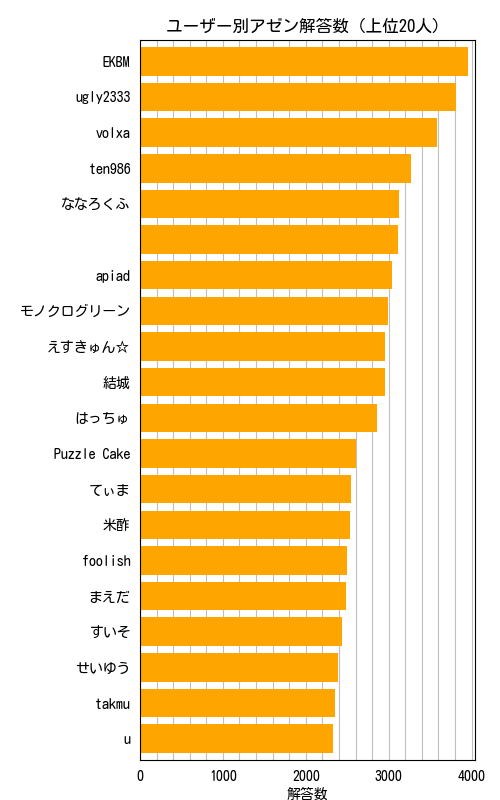 ユーザー別アゼン解答数 (上位20人)
EKBM
ugly2333
volxa
ten986
ななろくふ
apiad
モノクログリーン
えすきゅん☆
結城
はっちゅ
Puzzle Cake
てぃま
米酢
foolish
まえだ
すいそ
せいゆう
takmu
u
0 1000 2000 3000 4000
解答数